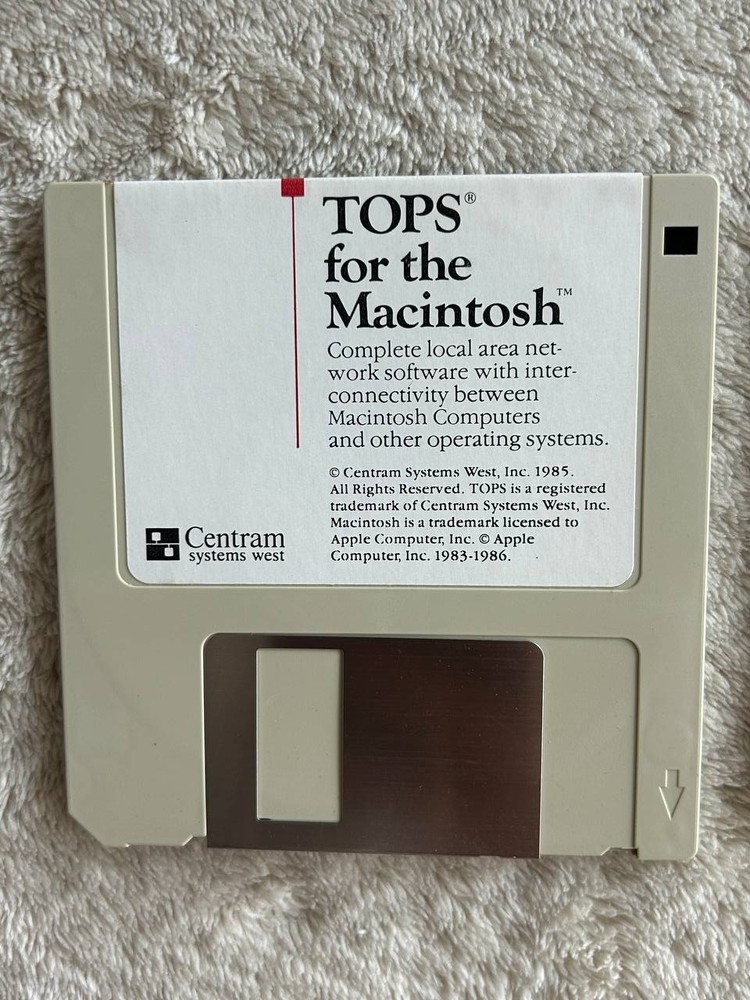 TOPS®
for the
Macintosh™
Complete local area net-
work software with inter-
connectivity between
Macintosh Computers
and other operating systems.
© Centram Systems West, Inc. 1985.
All Rights Reserved. TOPS is a registered
trademark of Centram Systems West, Inc.
Macintosh is a trademark licensed to
Apple Computer, Inc. © Apple
Computer, Inc. 1983-1986.
Centram
systems west